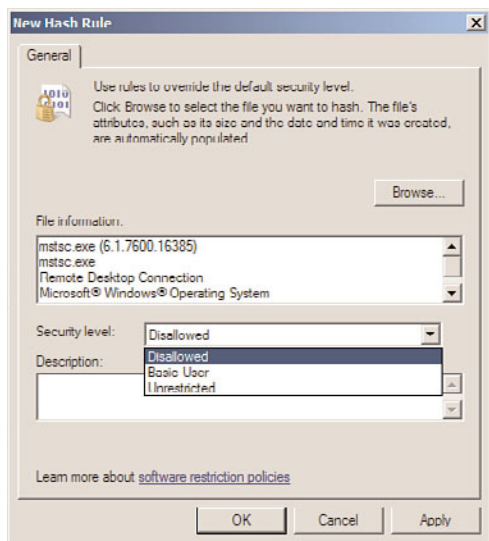 New Hash Rule
General
Use rules to override the default security level.
Click Browse to select the file you want to hash. The file's
attributes, such as its size and the date and time it was created,
are automatically populated.
Browse...
File information:
mstsc.exe (6.1.7600.16385)
mstsc.exe
Remote Desktop Connection
Microsoft® Windows® Operating System
Security level:
Disallowed
Disallowed
Basic User
Unrestricted
Description:
Learn more about software restriction policies
OK Cancel Apply